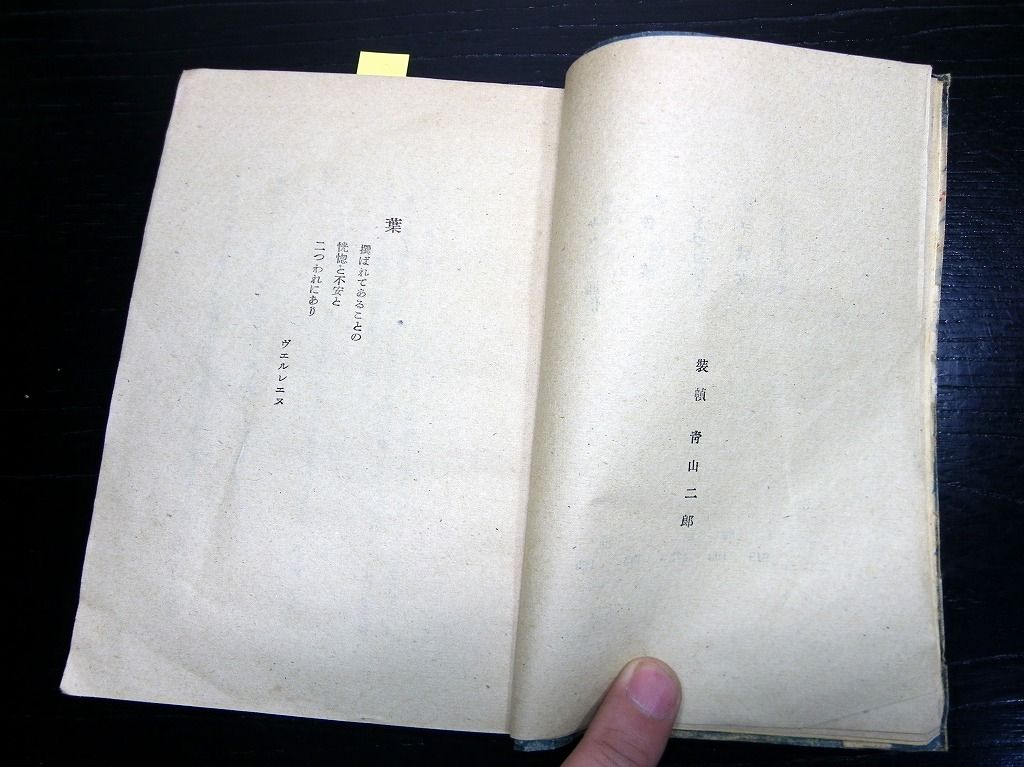 裝幀 青山二郎
葉
撰ばれてあることの
恍惚と不安と
二つわれにあり
ヴェルレエヌ